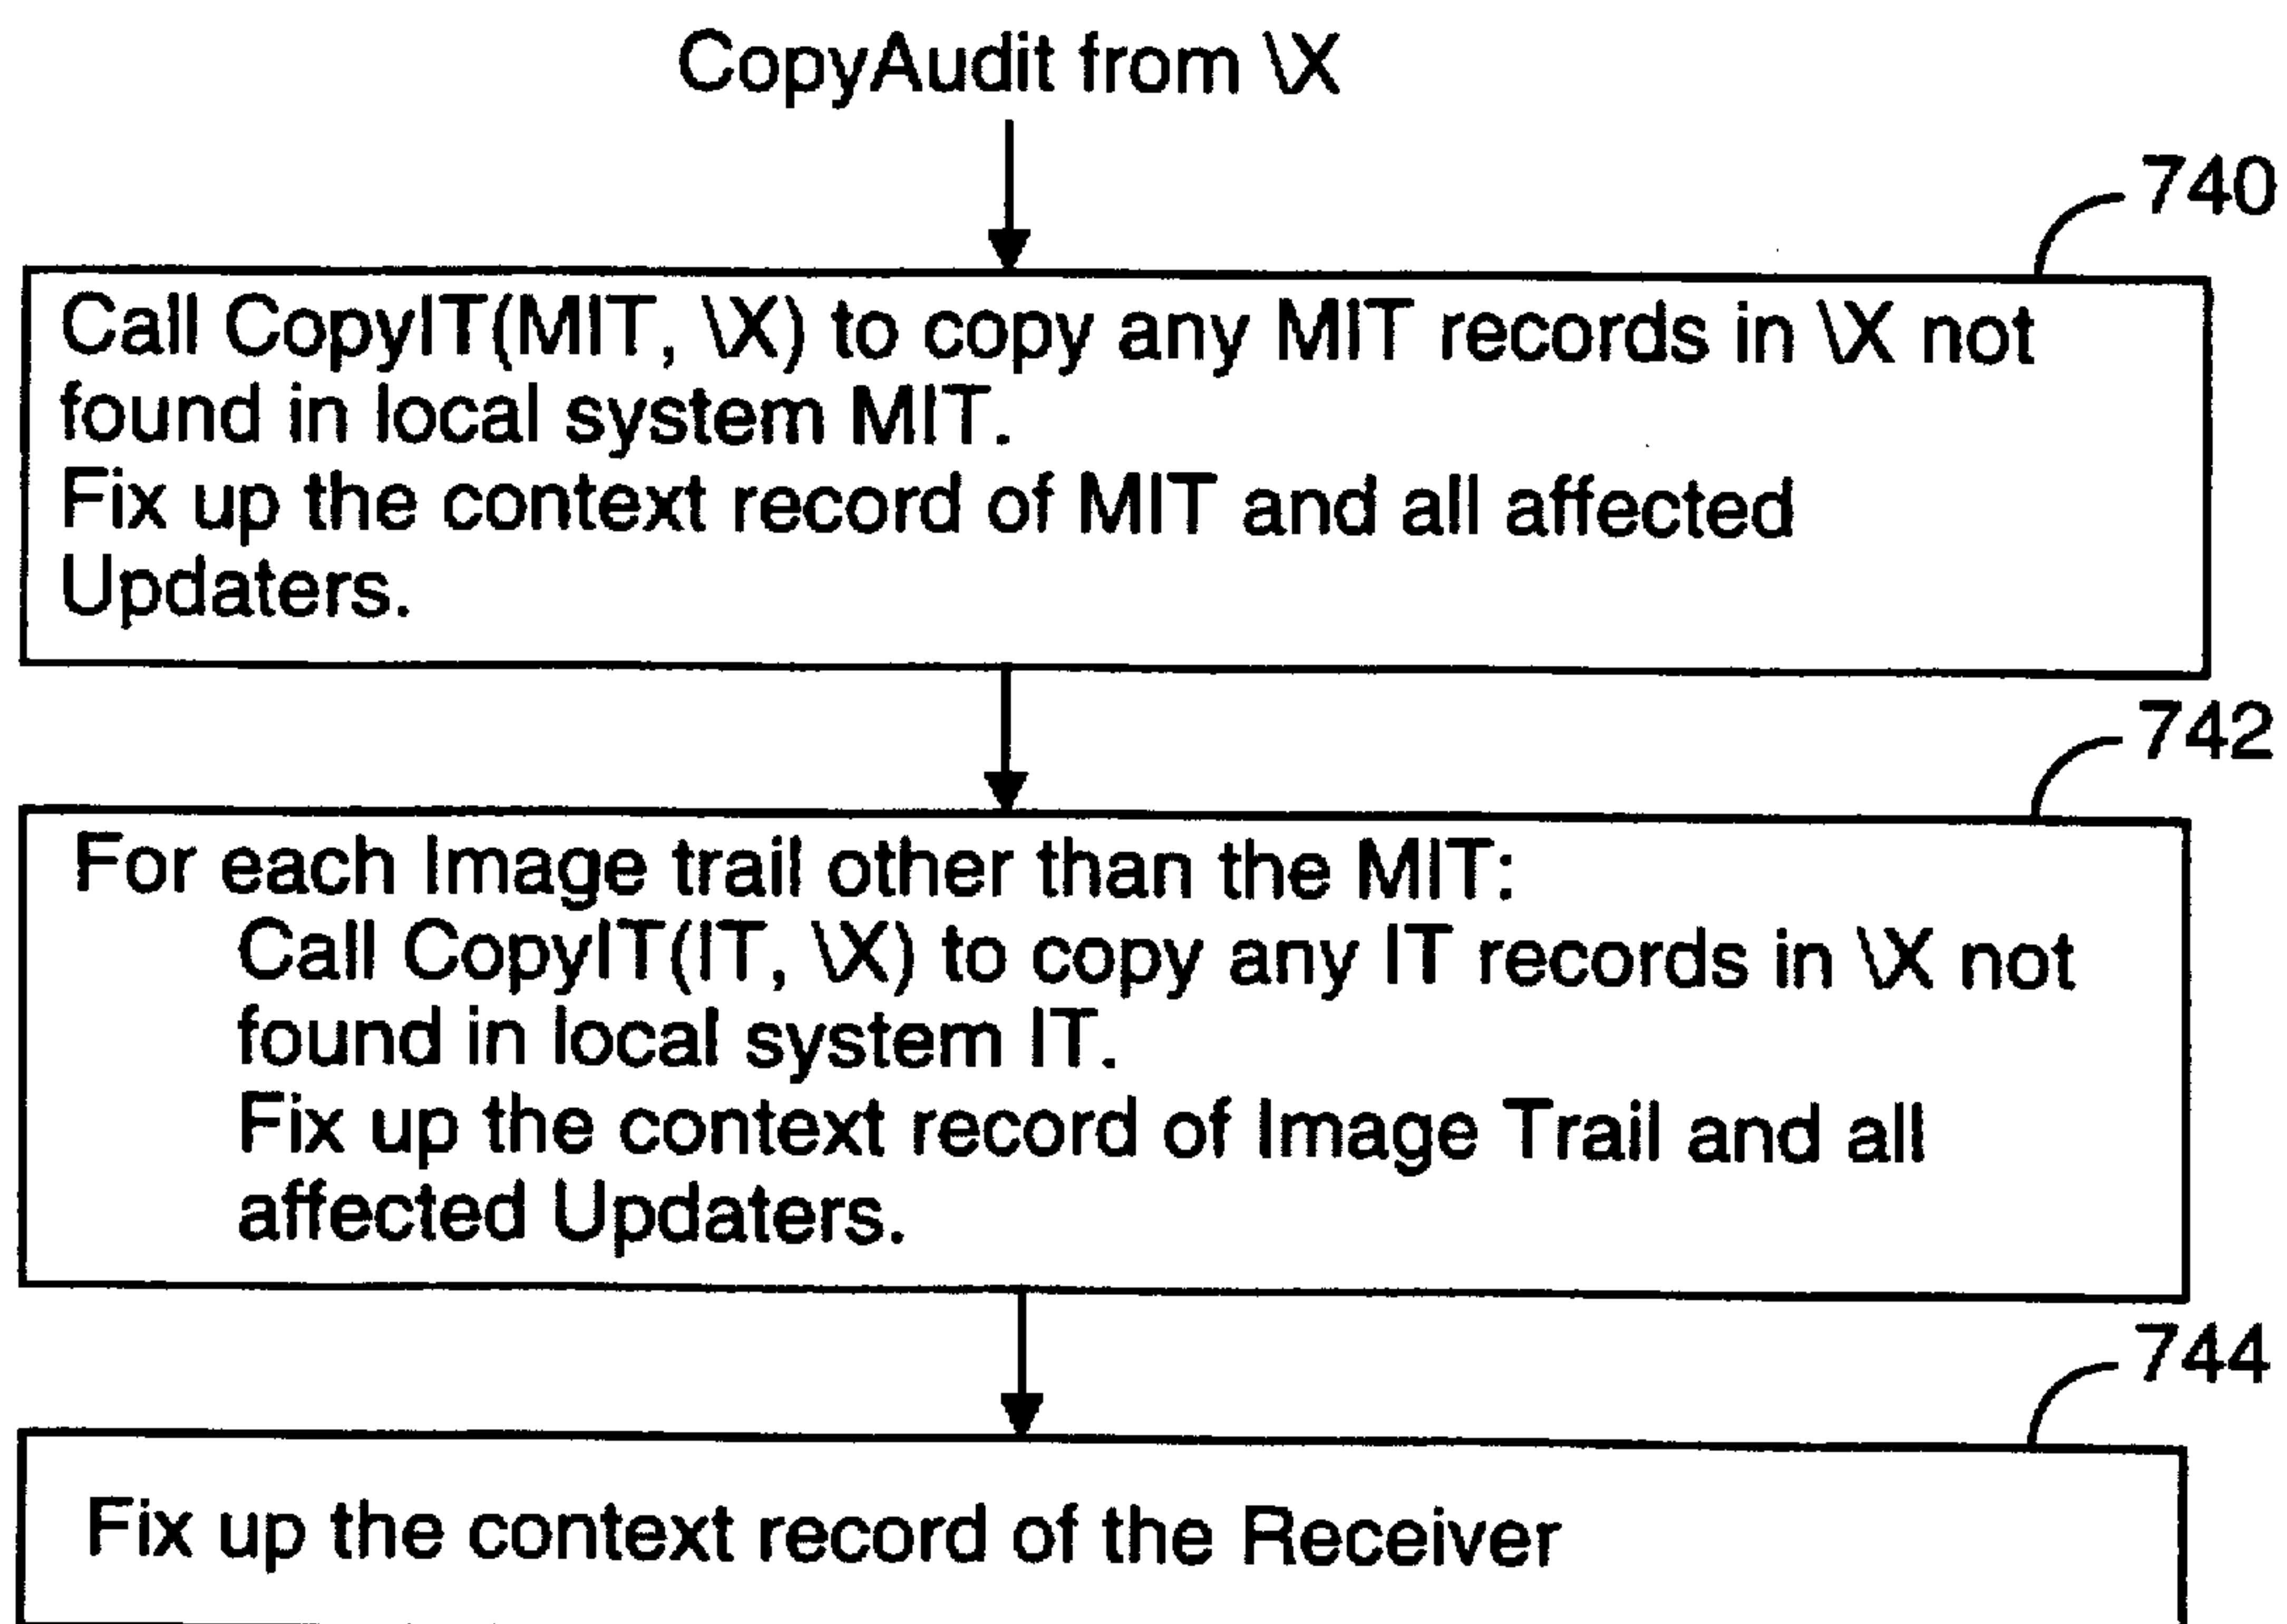 CopyAudit from \X
740
Call CopyIT(MIT, \X) to copy any MIT records in \X not
found in local system MIT.
Fix up the context record of MIT and all affected
Updaters.
742
For each Image trail other than the MIT:
Call CopyIT(IT, \X) to copy any IT records in \X not
found in local system IT.
Fix up the context record of Image Trail and all
affected Updaters.
744
Fix up the context record of the Receiver